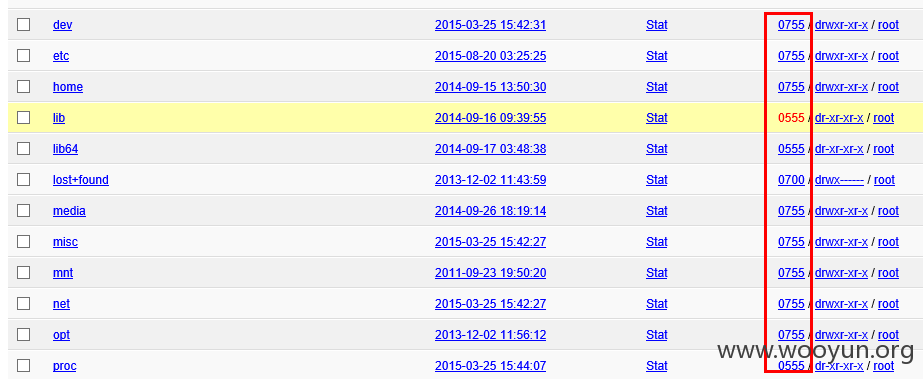 dev 2015-03-25 15:42:31 Stat 0755 / drwxr-xr-x / root
etc 2015-08-20 03:25:25 Stat 0755 / drwxr-xr-x / root
home 2014-09-15 13:50:30 Stat 0755 / drwxr-xr-x / root
lib 2014-09-16 09:39:55 Stat 0555 / dr-xr-xr-x / root
lib64 2014-09-17 03:48:38 Stat 0555 / dr-xr-xr-x / root
lost+found 2013-12-02 11:43:59 Stat 0700 / drwx------ / root
media 2014-09-26 18:19:14 Stat 0755 / drwxr-xr-x / root
misc 2015-03-25 15:42:27 Stat 0755 / drwxr-xr-x / root
mnt 2011-09-23 19:50:20 Stat 0755 / drwxr-xr-x / root
net 2015-03-25 15:42:27 Stat 0755 / drwxr-xr-x / root
opt 2013-12-02 11:56:12 Stat 0755 / drwxr-xr-x / root
www.wooyun.org
proc 2015-03-25 15:44:07 Stat 0555 / dr-xr-xr-x / root